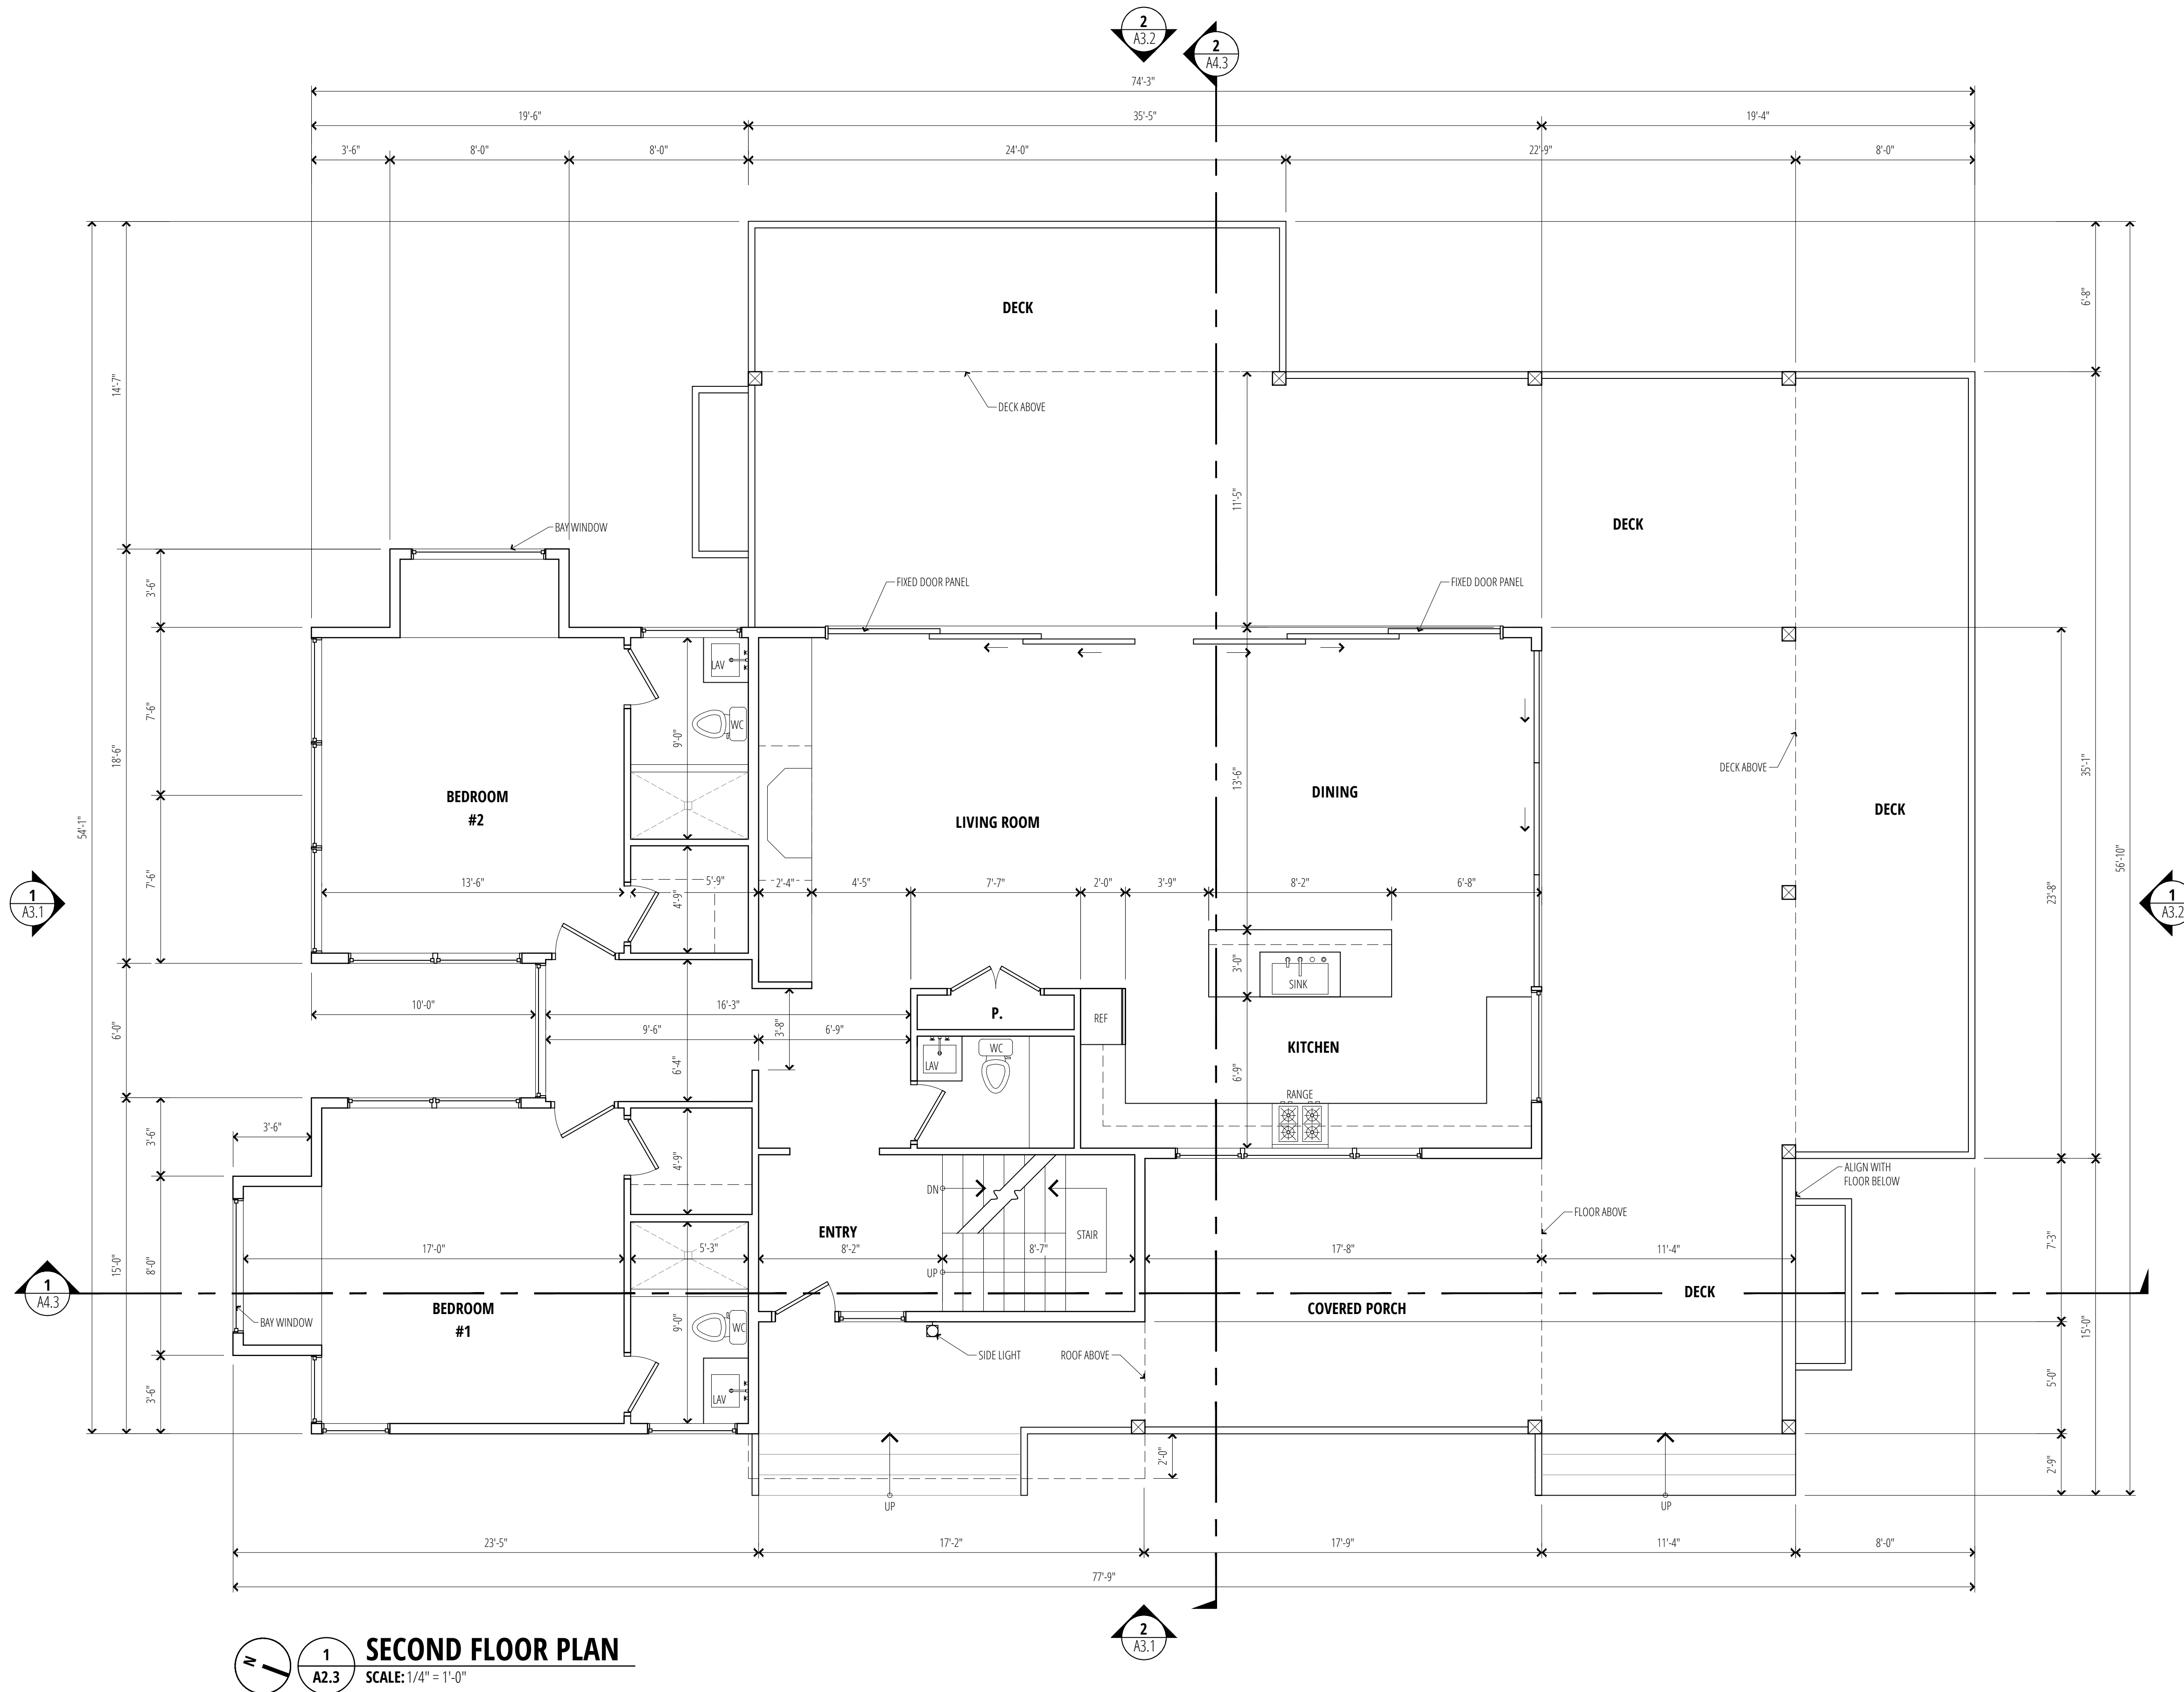 2
A3.2
2
A4.3
74'-3"
19'-6"
35'-5"
19'-4"
3'-6"
8'-0"
8'-0"
24'-0"
22'-9"
8'-0"
DECK
6'-8"
14'-7"
DECK ABOVE
11'-5"
DECK
BAY WINDOW
3'-6"
FIXED DOOR PANEL
FIXED DOOR PANEL
LAV
WC
7'-6"
9'-0"
18'-6"
13'-6"
DECK ABOVE
35'-1"
BEDROOM
#2
LIVING ROOM
DINING
DECK
54'-1"
56'-10"
7'-6"
23'-8"
13'-6"
5'-9"
2'-4"
4'-5"
7'-7"
2'-0"
3'-9"
8'-2"
6'-8"
4'-9"
1
A3.1
1
A3.2
3'-0"
SINK
10'-0"
16'-3"
P.
REF
6'-0"
9'-6"
3'-8"
6'-9"
KITCHEN
WC
LAV
6'-4"
6'-9"
RANGE
3'-6"
3'-6"
4'-9"
ALIGN WITH
FLOOR BELOW
DN
FLOOR ABOVE
ENTRY
STAIR
7'-3"
17'-0"
5'-3"
8'-2"
8'-7"
17'-8"
11'-4"
15'-0"
8'-0"
UP
1
A4.3
DECK
BEDROOM
#1
COVERED PORCH
BAY WINDOW
9'-0"
WC
15'-0"
SIDE LIGHT
ROOF ABOVE
3'-6"
LAV
5'-0"
2'-0"
2'-9"
UP
UP
23'-5"
17'-2"
17'-9"
11'-4"
8'-0"
77'-9"
2
A3.1
N
1
A2.3
SECOND FLOOR PLAN
SCALE: 1/4" = 1'-0"